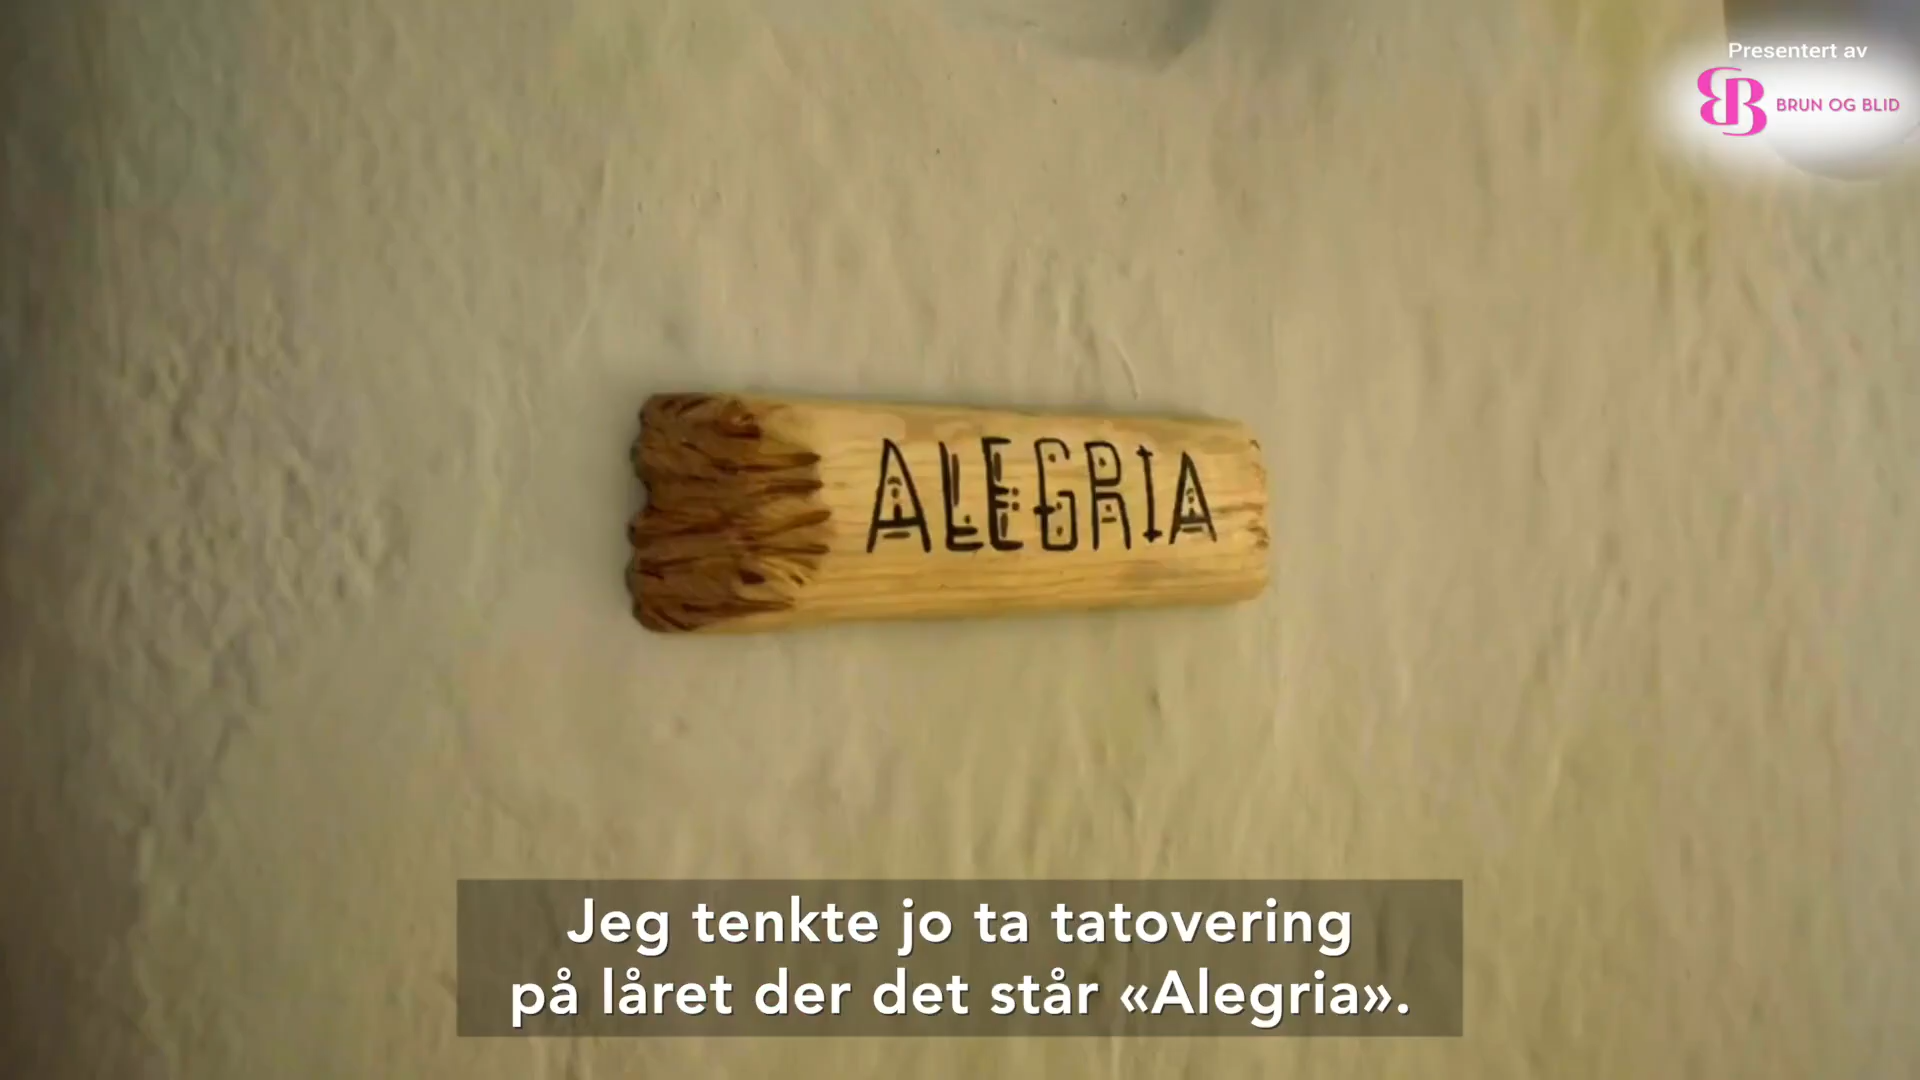 Presentert av
BRUN OG BLID
ALEGRIA
Jeg tenkte jo ta tatovering
på låret der det står «Alegria».